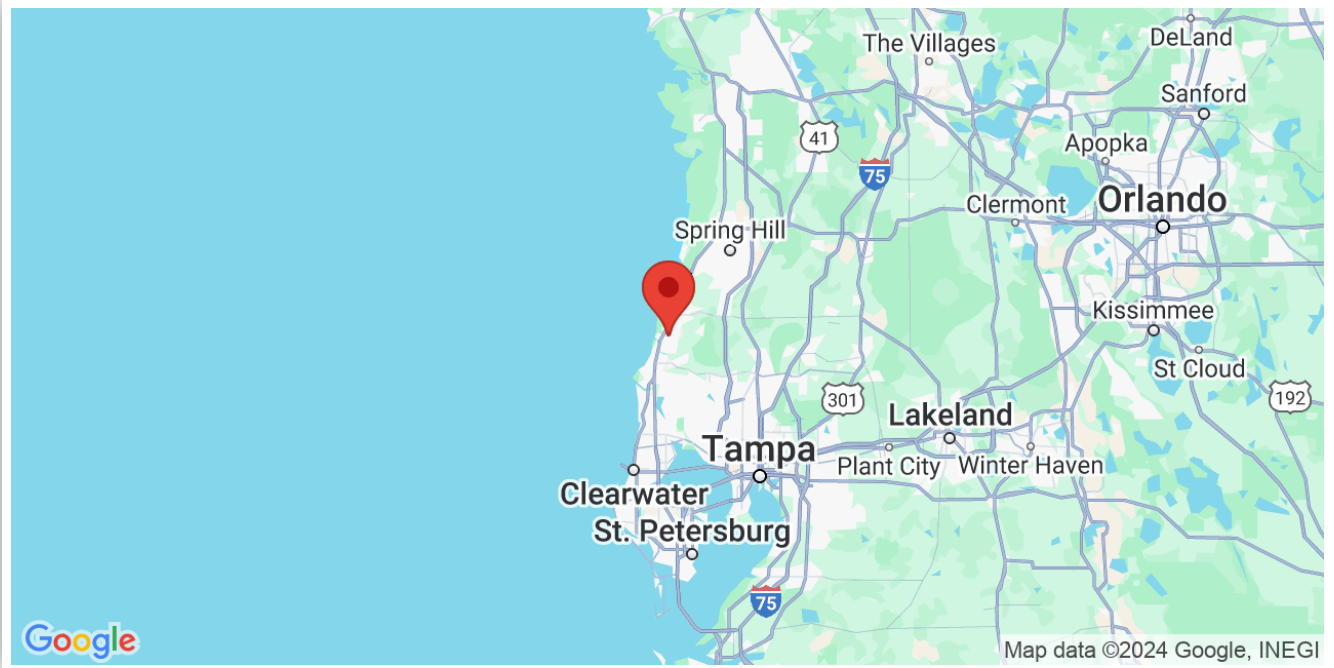 The Villages
DeLand
Sanford
41
Apopka
75
Clermont
Orlando
Spring Hill
Kissimmee
St Cloud
301
192
Lakeland
Tampa
Plant City
Winter Haven
Clearwater
St. Petersburg
75
Google
Map data ©2024 Google, INEGI